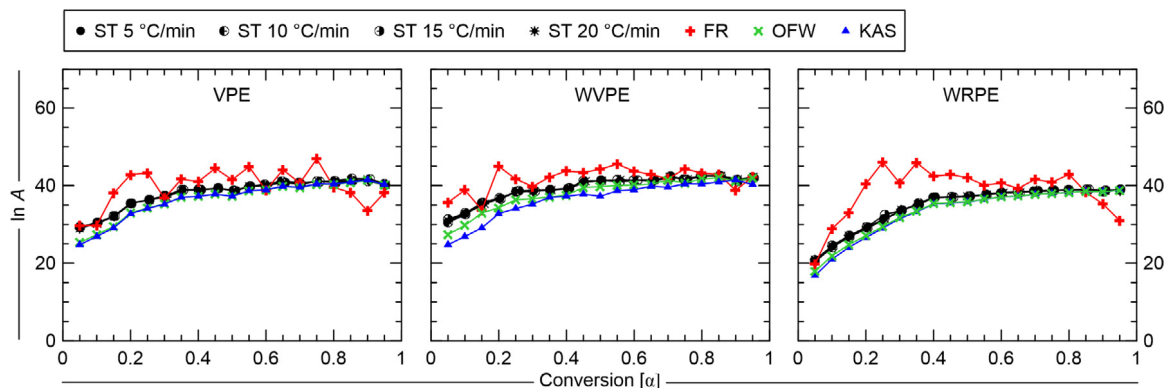 ST 5 °C/min ST 10 °C/min ST 15 °C/min ST 20 °C/min FR OFW KAS
VPE WVPE WRPE
60 60
40 40
ln A
20 20
0 0
0 0.2 0.4 0.6 0.8 1 0 0.2 0.4 0.6 0.8 1 0 0.2 0.4 0.6 0.8 1
Conversion [α]